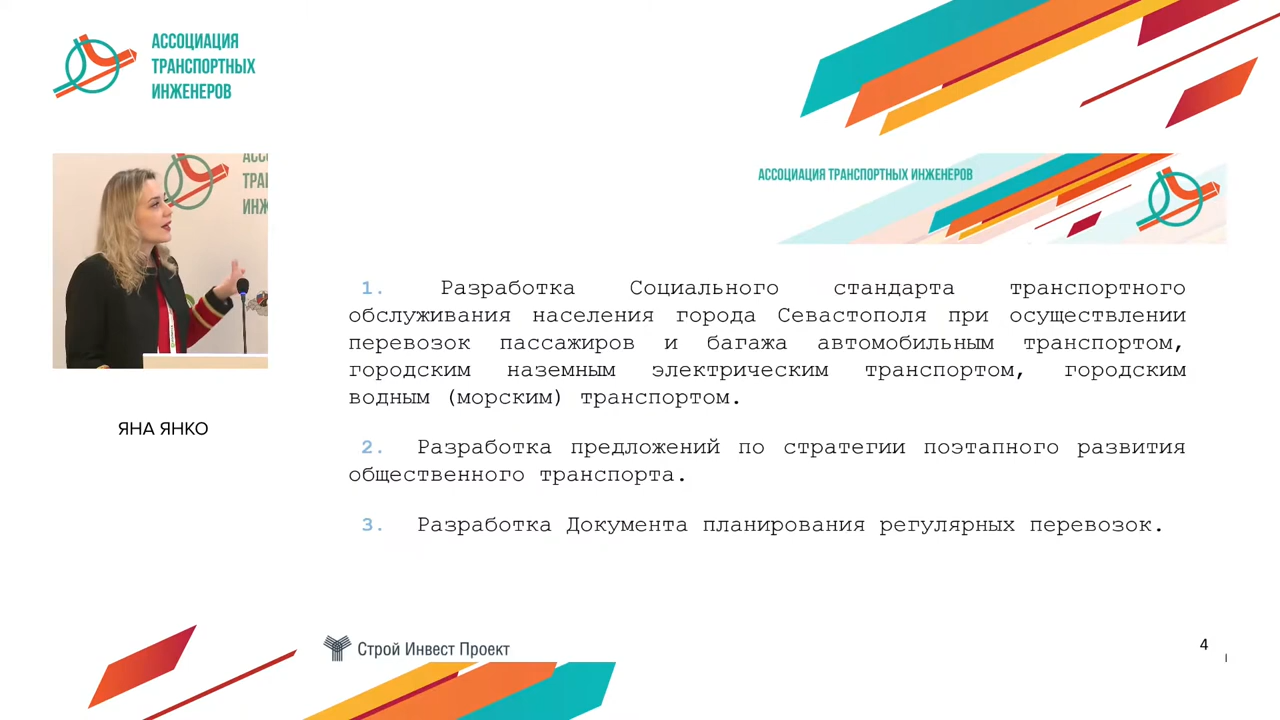 АССОЦИАЦИЯ
ТРАНСПОРТНЫХ
ИНЖЕНЕРОВ
АССОЦИАЦИЯ ТРАНСПОРТНЫХ ИНЖЕНЕРОВ
1. Разработка Социального стандарта транспортного
обслуживания населения города Севастополя при осуществлении
перевозок пассажиров и багажа автомобильным транспортом,
городским наземным электрическим транспортом, городским
водным (морским) транспортом.
ЯНА ЯНКО
2. Разработка предложений по стратегии поэтапного развития
общественного транспорта.
3. Разработка Документа планирования регулярных перевозок.
Строй Инвест Проект
4